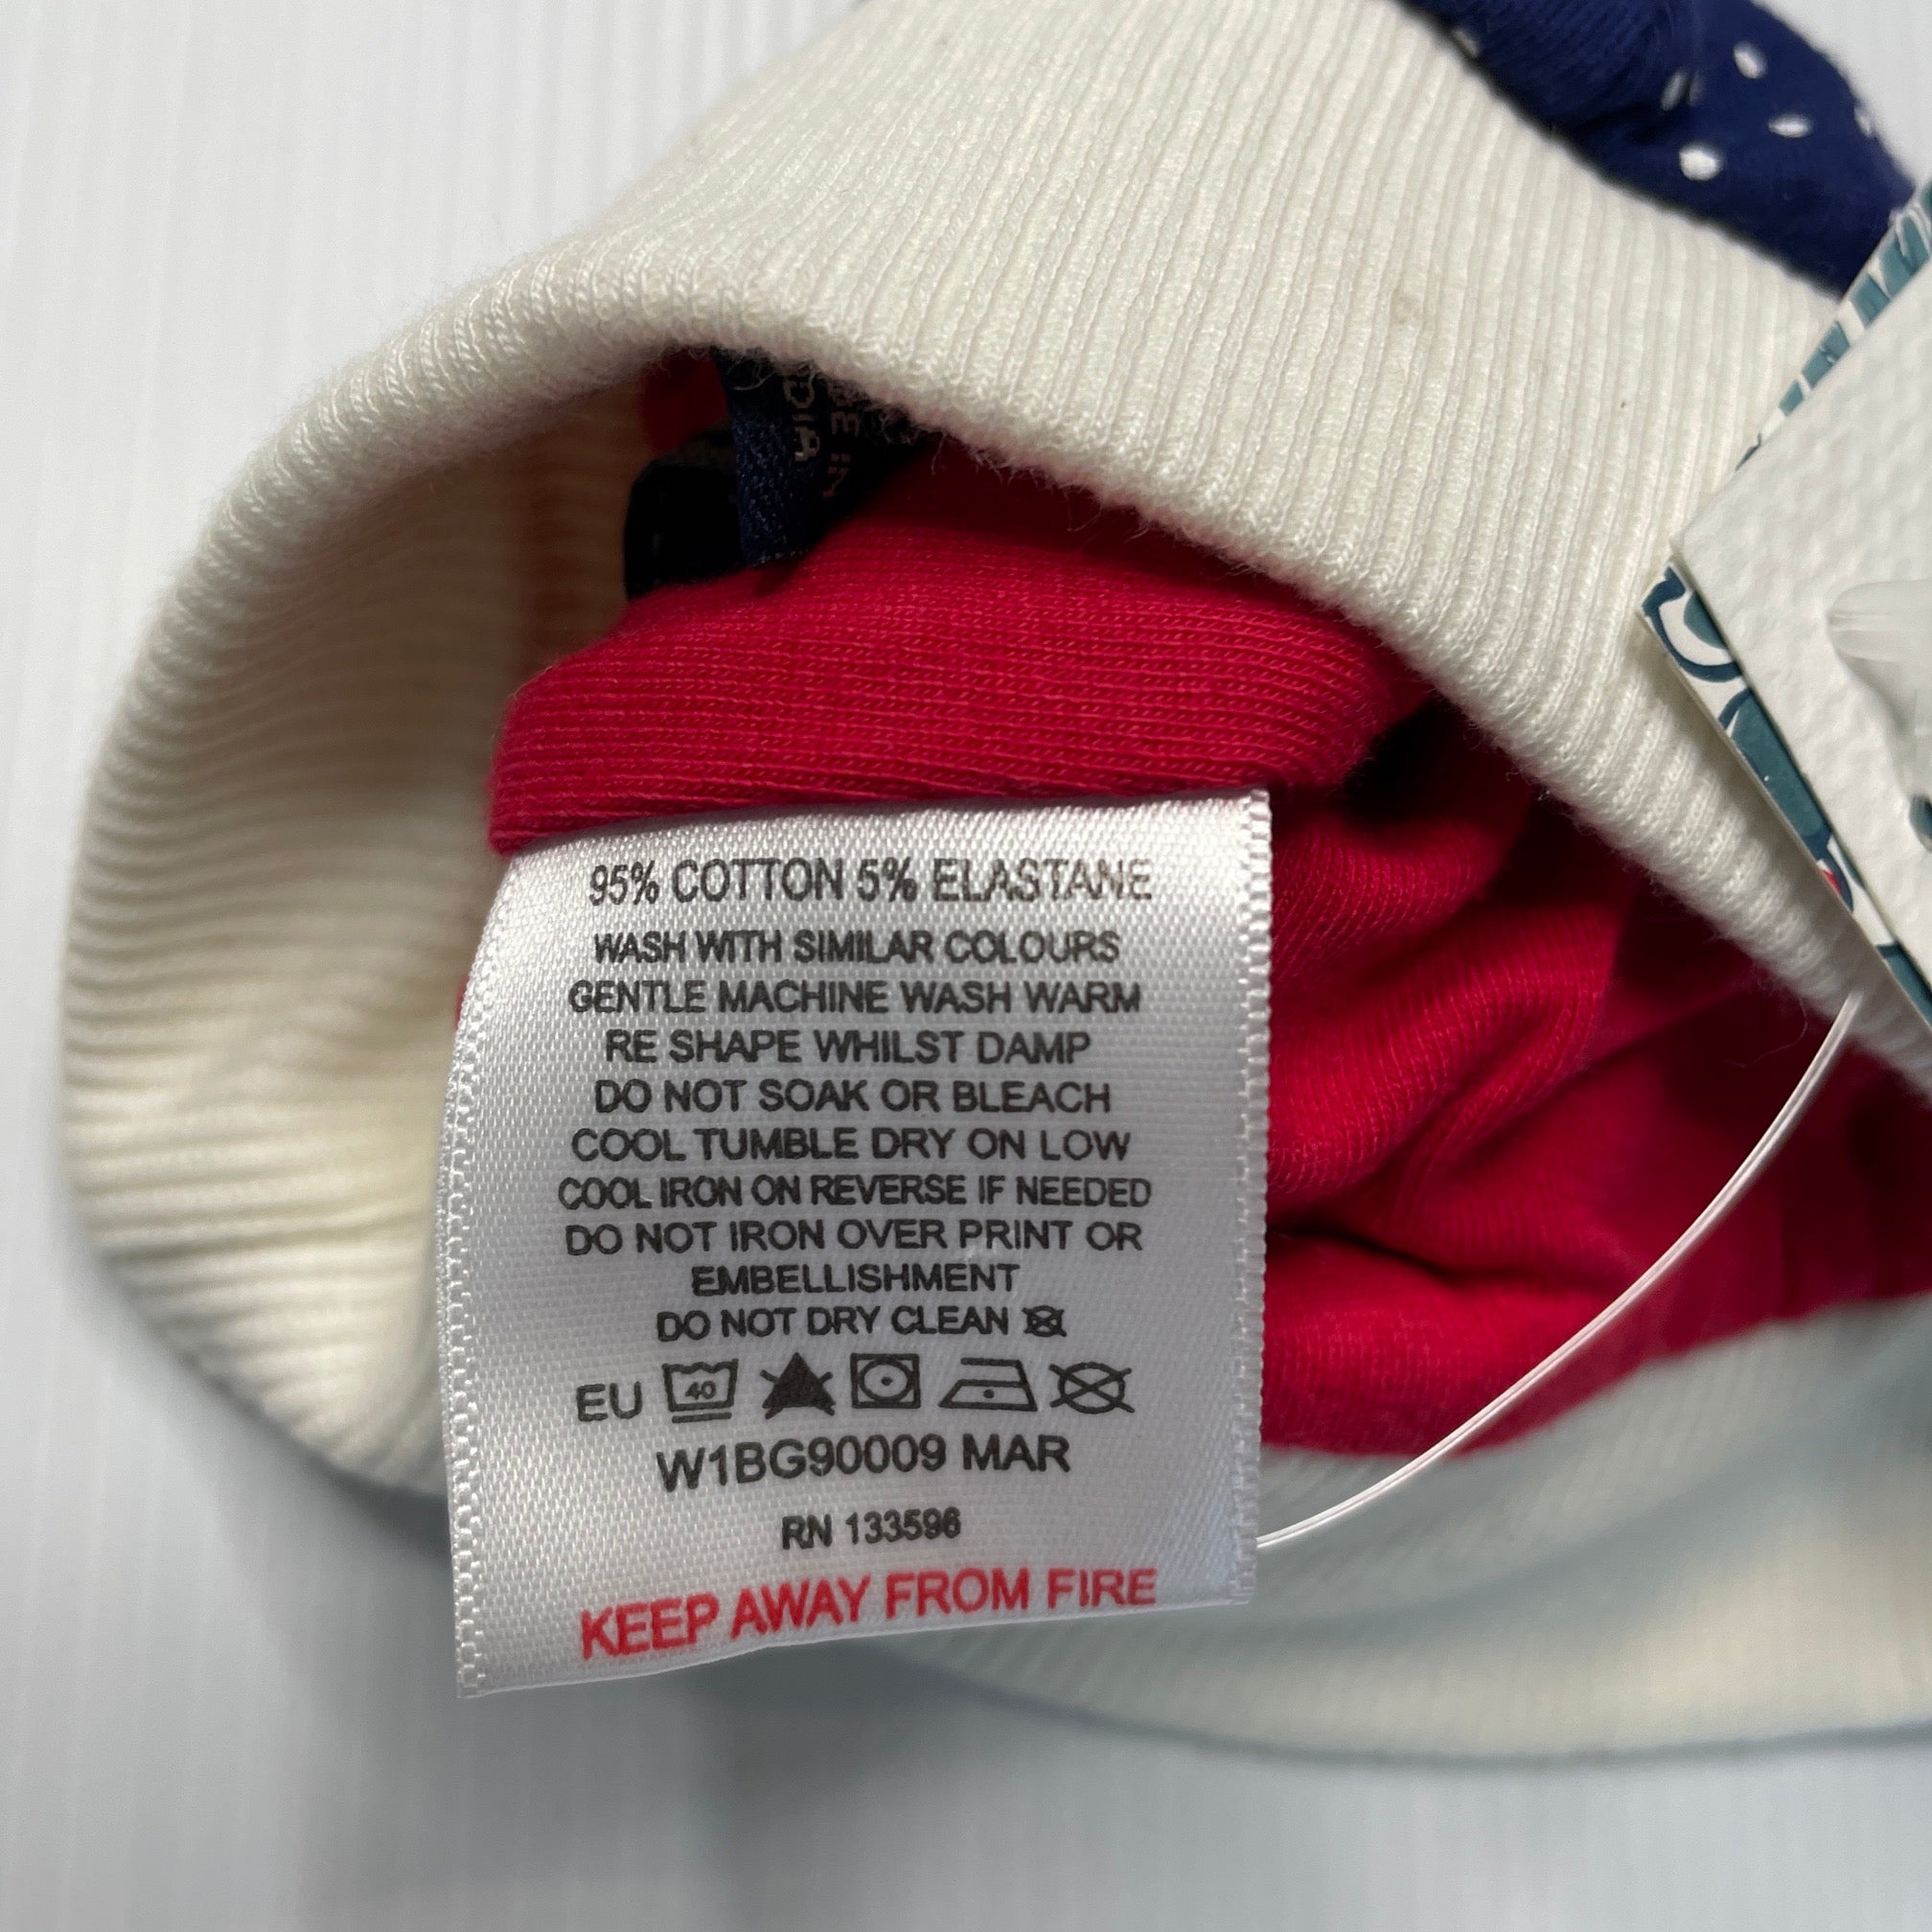 95% COTTON 5% ELASTANE
WASH WITH SIMILAR COLOURS
GENTLE MACHINE WASH WARM
RE SHAPE WHILST DAMP
DO NOT SOAK OR BLEACH
COOL TUMBLE DRY ON LOW
COOL IRON ON REVERSE IF NEEDED
DO NOT IRON OVER PRINT OR
EMBELLISHMENT
DO NOT DRY CLEAN
EU 40
W1BG90009 MAR
RN 133596
KEEP AWAY FROM FIRE